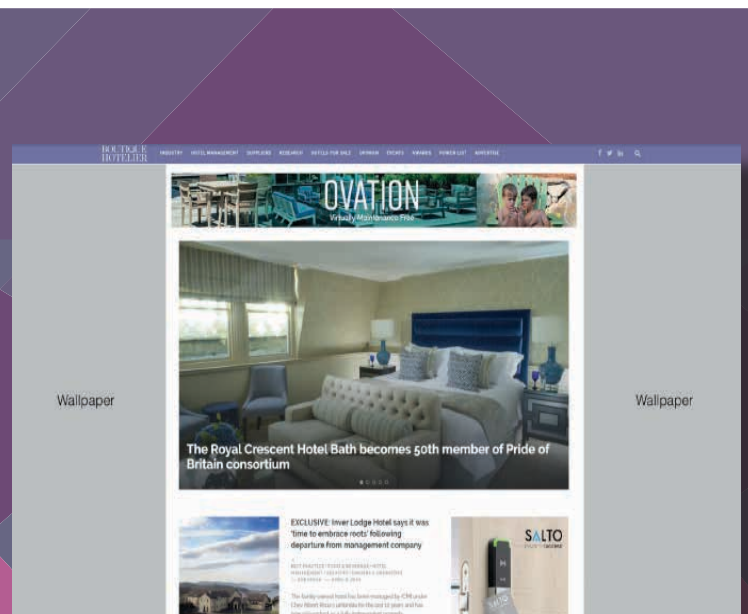 BOUTIQUE
HOTELIER
INDUSTRY HOTEL MANAGEMENT SUPPLIERS RESEARCH HOTELS FOR SALE OPINION EVENTS AWARDS POWER LIST ADVERTISE
OVATION
Virtually Maintenance Free
Wallpaper
Wallpaper
The Royal Crescent Hotel Bath becomes 50th member of Pride of
Britain consortium
EXCLUSIVE: Inver Lodge Hotel says it was
'time to embrace roots' following
departure from management company
SALTO